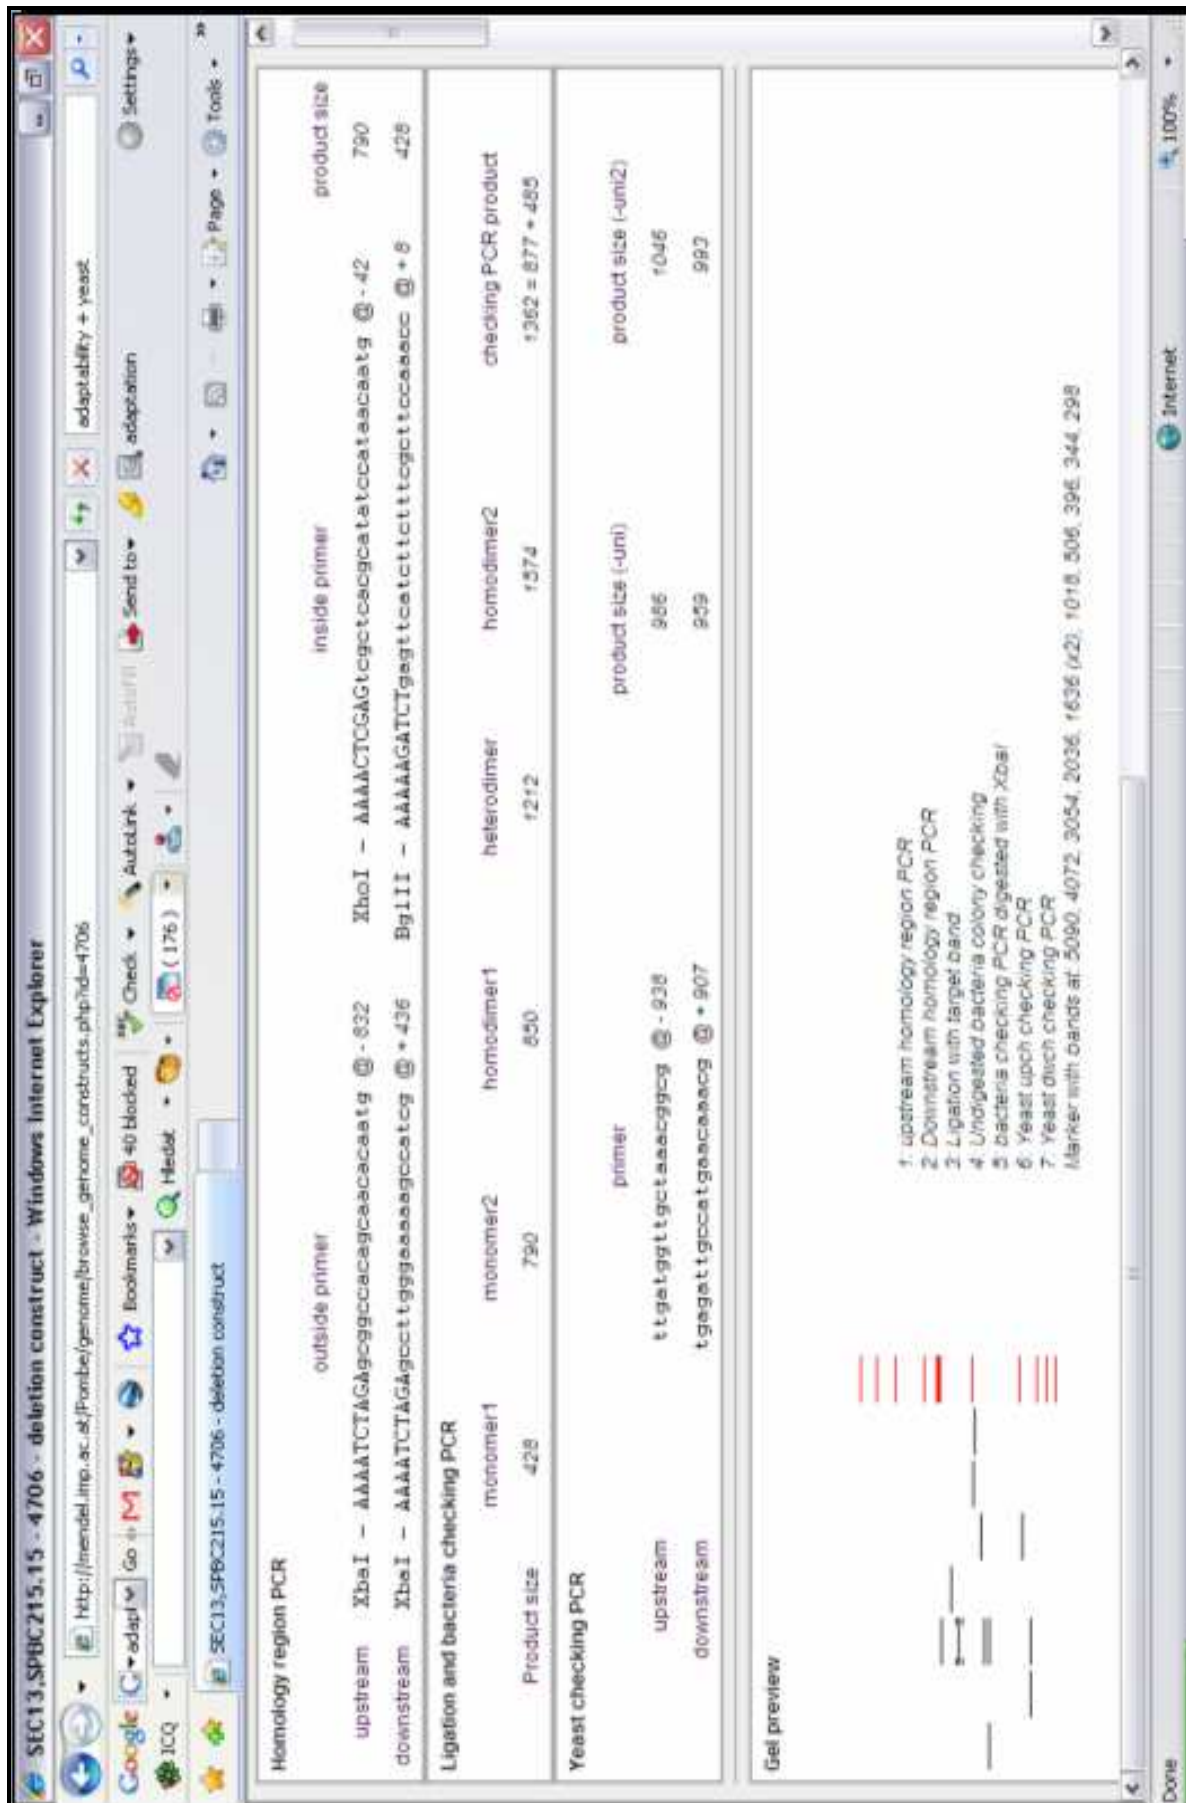 SEC13,SPBC215.15 - 4706 - deletion construct - Windows Internet Explorer
http://mendel.imp.ac.at/Pombe/genome/browse_genome_constructs.php?id=4706
adaptability + yeast
Google adapt Go Bookmarks 40 blocked Check AutoLink AutoFill Send to adaptation Settings
ICQ Hledat (176)
SEC13,SPBC215.15 - 4706 - deletion construct
Page Tools
Homology region PCR
outside primer inside primer product size
upstream XbaI - AAAATCTAGAgcggccacagcaacacaatg @ - 832 XhoI - AAAACTCGAGtcgctcacgcatatccataacaatg @ - 42 790
downstream XbaI - AAAATCTAGAgccttgggaaaaagccatcg @ + 436 BglII - AAAAAGATCTgagttcatcttctttcgcttccaaacc @ + 8 428
Ligation and bacteria checking PCR
monomer1 monomer2 homodimer1 heterodimer homodimer2 checking PCR product
Product size 428 790 850 1212 1574 1362 = 877 + 485
Yeast checking PCR
primer product size (-uni) product size (-uni2)
upstream ttgatggttgctaaacggcg @ - 938 986 1046
downstream tgagattgccatgaacaaacg @ + 907 959 993
Gel preview
1. upstream homology region PCR
2. Downstream homology region PCR
3. Ligation with target band
4. Undigested bacteria colony checking
5. bacteria checking PCR digested with XbaI
6. Yeast upch checking PCR
7. Yeast dwch checking PCR
Marker with bands at: 5090, 4072, 3054, 2036, 1636 (x2), 1018, 506, 396, 344, 298
Done Internet 100%